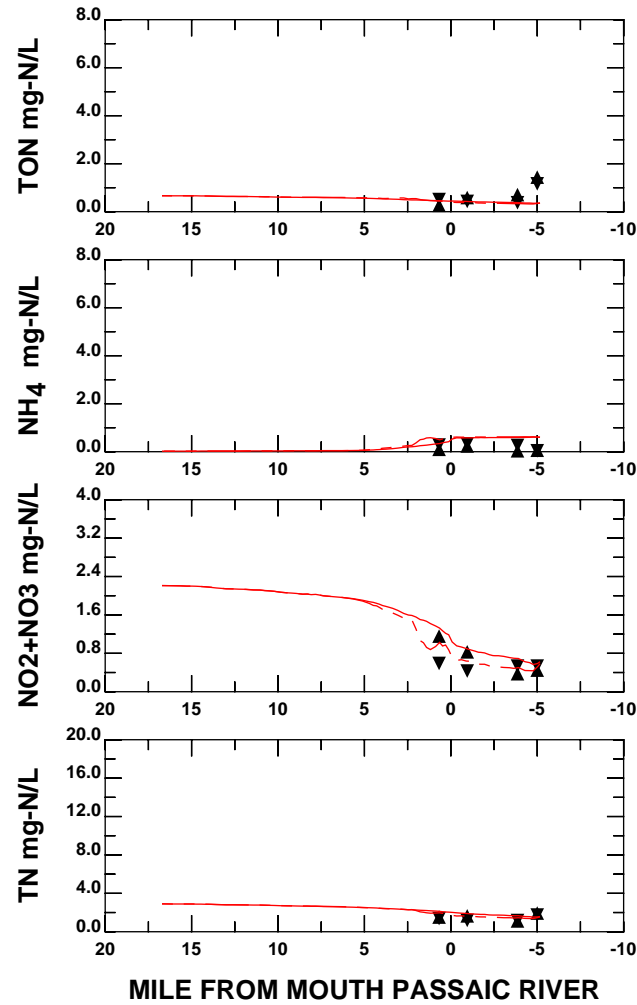 TON mg-N/L
8.0
6.0
4.0
2.0
0.0
20 15 10 5 0 -5 -10
NH4 mg-N/L
8.0
6.0
4.0
2.0
0.0
20 15 10 5 0 -5 -10
NO2+NO3 mg-N/L
4.0
3.2
2.4
1.6
0.8
0.0
20 15 10 5 0 -5 -10
TN mg-N/L
20.0
16.0
12.0
8.0
4.0
0.0
20 15 10 5 0 -5 -10
MILE FROM MOUTH PASSAIC RIVER